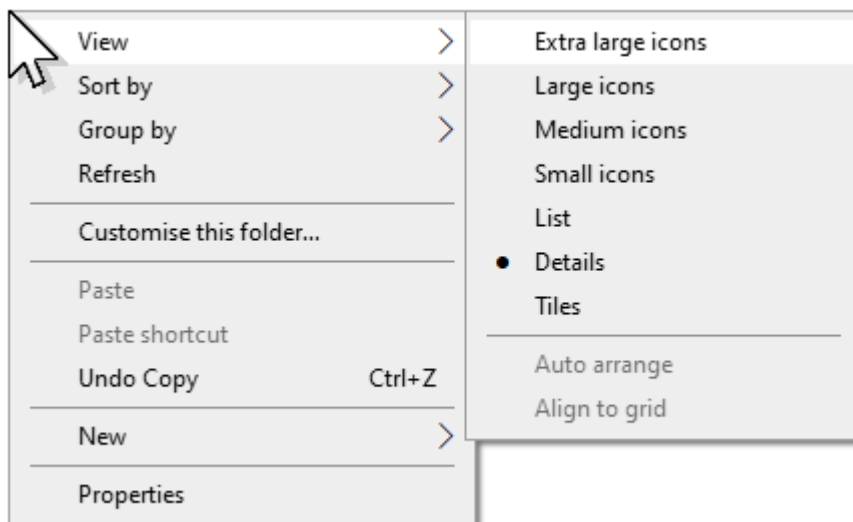 View
Sort by
Group by
Refresh
Customise this folder...
Paste
Paste shortcut
Undo Copy Ctrl+Z
New
Properties
Extra large icons
Large icons
Medium icons
Small icons
List
Details
Tiles
Auto arrange
Align to grid